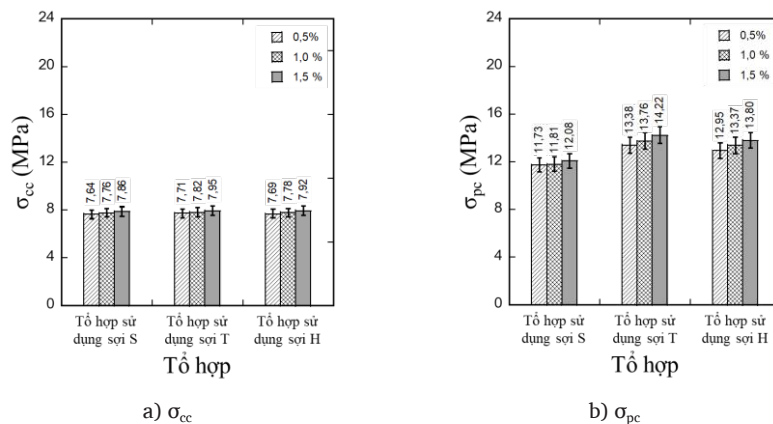 24
20
16
12
8
4
0
σcc (MPa)
0,5%
1,0 %
1,5 %
7,64
7,76
7,86
7,71
7,82
7,95
7,69
7,78
7,92
Tổ hợp sử
dụng sợi S
Tổ hợp sử
dụng sợi T
Tổ hợp sử
dụng sợi H
Tổ hợp
a) σcc
24
20
16
12
8
4
0
σpc (MPa)
0,5%
1,0 %
1,5 %
11,73
11,81
12,08
13,38
13,76
14,22
12,95
13,37
13,80
Tổ hợp sử
dụng sợi S
Tổ hợp sử
dụng sợi T
Tổ hợp sử
dụng sợi H
Tổ hợp
b) σpc